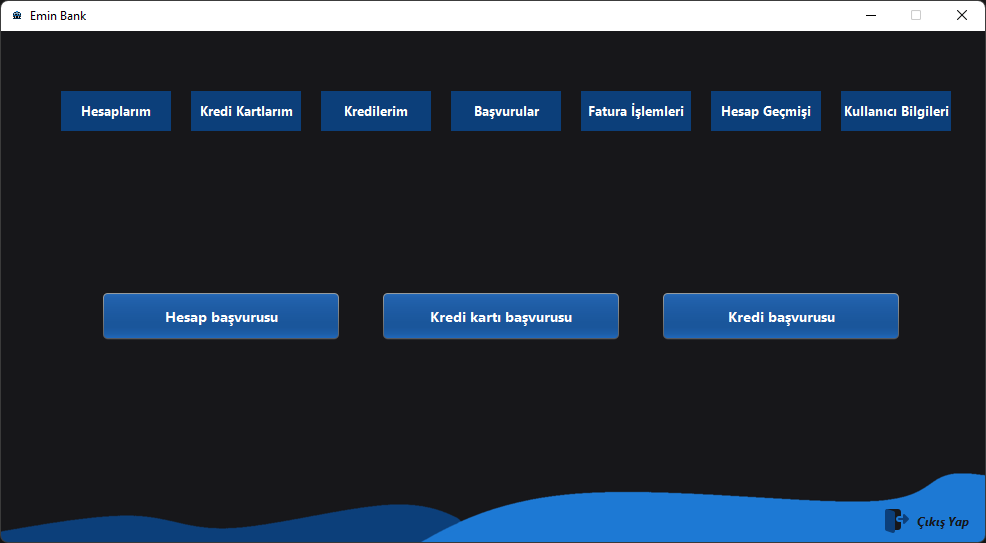 Emin Bank
Hesaplarım
Kredi Kartlarım
Kredilerim
Başvurular
Fatura İşlemleri
Hesap Geçmişi
Kullanıcı Bilgileri
Hesap başvurusu
Kredi kartı başvurusu
Kredi başvurusu
Çıkış Yap